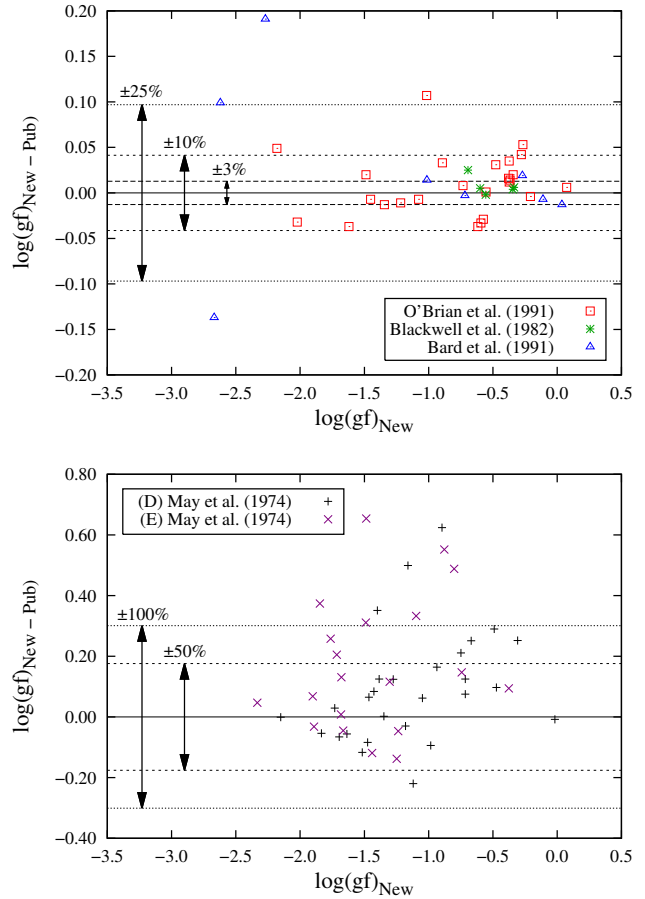 0.20
0.15
0.10
0.05
0.00
−0.05
−0.10
−0.15
−0.20
log(gf)New − Pub)
±25%
±10%
±3%
O'Brian et al. (1991)
Blackwell et al. (1982)
Bard et al. (1991)
−3.5 −3.0 −2.5 −2.0 −1.5 −1.0 −0.5 0.0 0.5
log(gf)New
0.80
0.60
0.40
0.20
0.00
−0.20
−0.40
log(gf)New − Pub)
(D) May et al. (1974)
(E) May et al. (1974)
±100%
±50%
−3.5 −3.0 −2.5 −2.0 −1.5 −1.0 −0.5 0.0 0.5
log(gf)New